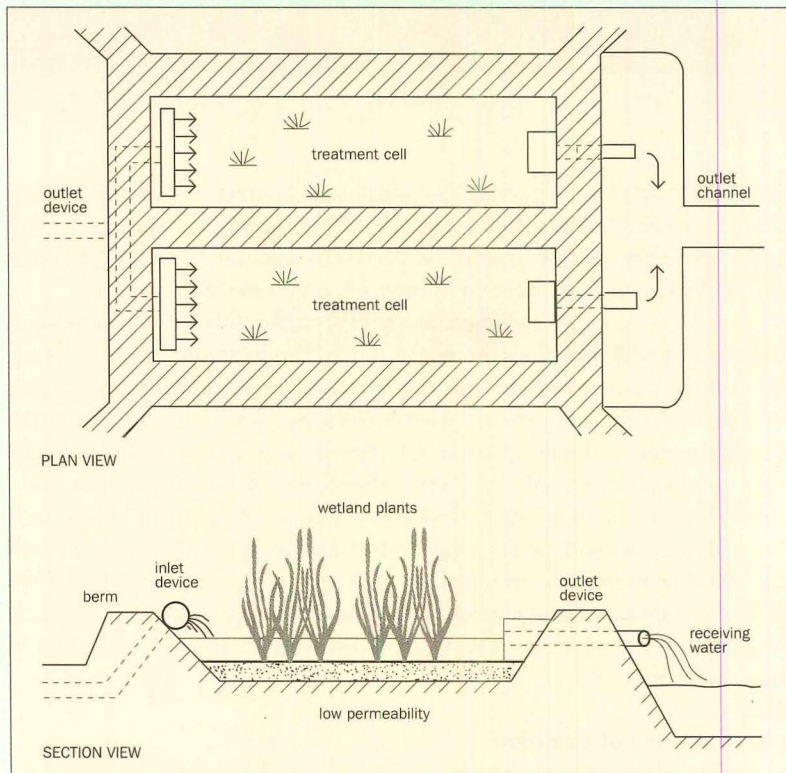 treatment cell
outlet
device
outlet
channel
treatment cell
PLAN VIEW
wetland plants
inlet
device
berm
outlet
device
receiving
water
low permeability
SECTION VIEW